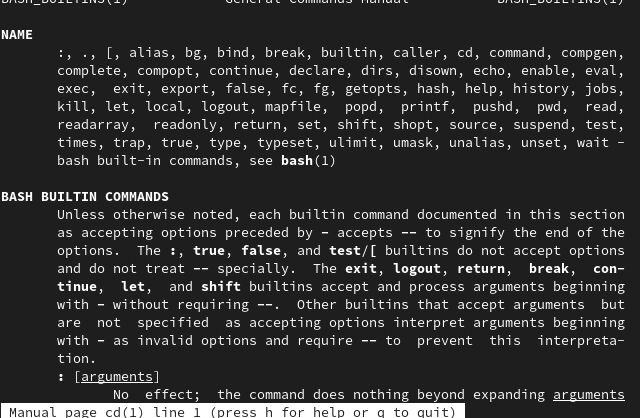 BASH_BUILTINS(1) General Commands Manual BASH_BUILTINS(1)
NAME
:, ., [, alias, bg, bind, break, builtin, caller, cd, command, compgen,
complete, compopt, continue, declare, dirs, disown, echo, enable, eval,
exec, exit, export, false, fc, fg, getopts, hash, help, history, jobs,
kill, let, local, logout, mapfile, popd, printf, pushd, pwd, read,
readarray, readonly, return, set, shift, shopt, source, suspend, test,
times, trap, true, type, typeset, ulimit, umask, unalias, unset, wait -
bash built-in commands, see bash(1)
BASH BUILTIN COMMANDS
Unless otherwise noted, each builtin command documented in this section
as accepting options preceded by - accepts -- to signify the end of the
options. The :, true, false, and test/[ builtins do not accept options
and do not treat -- specially. The exit, logout, return, break, con-
tinue, let, and shift builtins accept and process arguments beginning
with - without requiring --. Other builtins that accept arguments but
are not specified as accepting options interpret arguments beginning
with - as invalid options and require -- to prevent this interpreta-
tion.
: [arguments]
No effect; the command does nothing beyond expanding arguments
Manual page cd(1) line 1 (press h for help or q to quit)